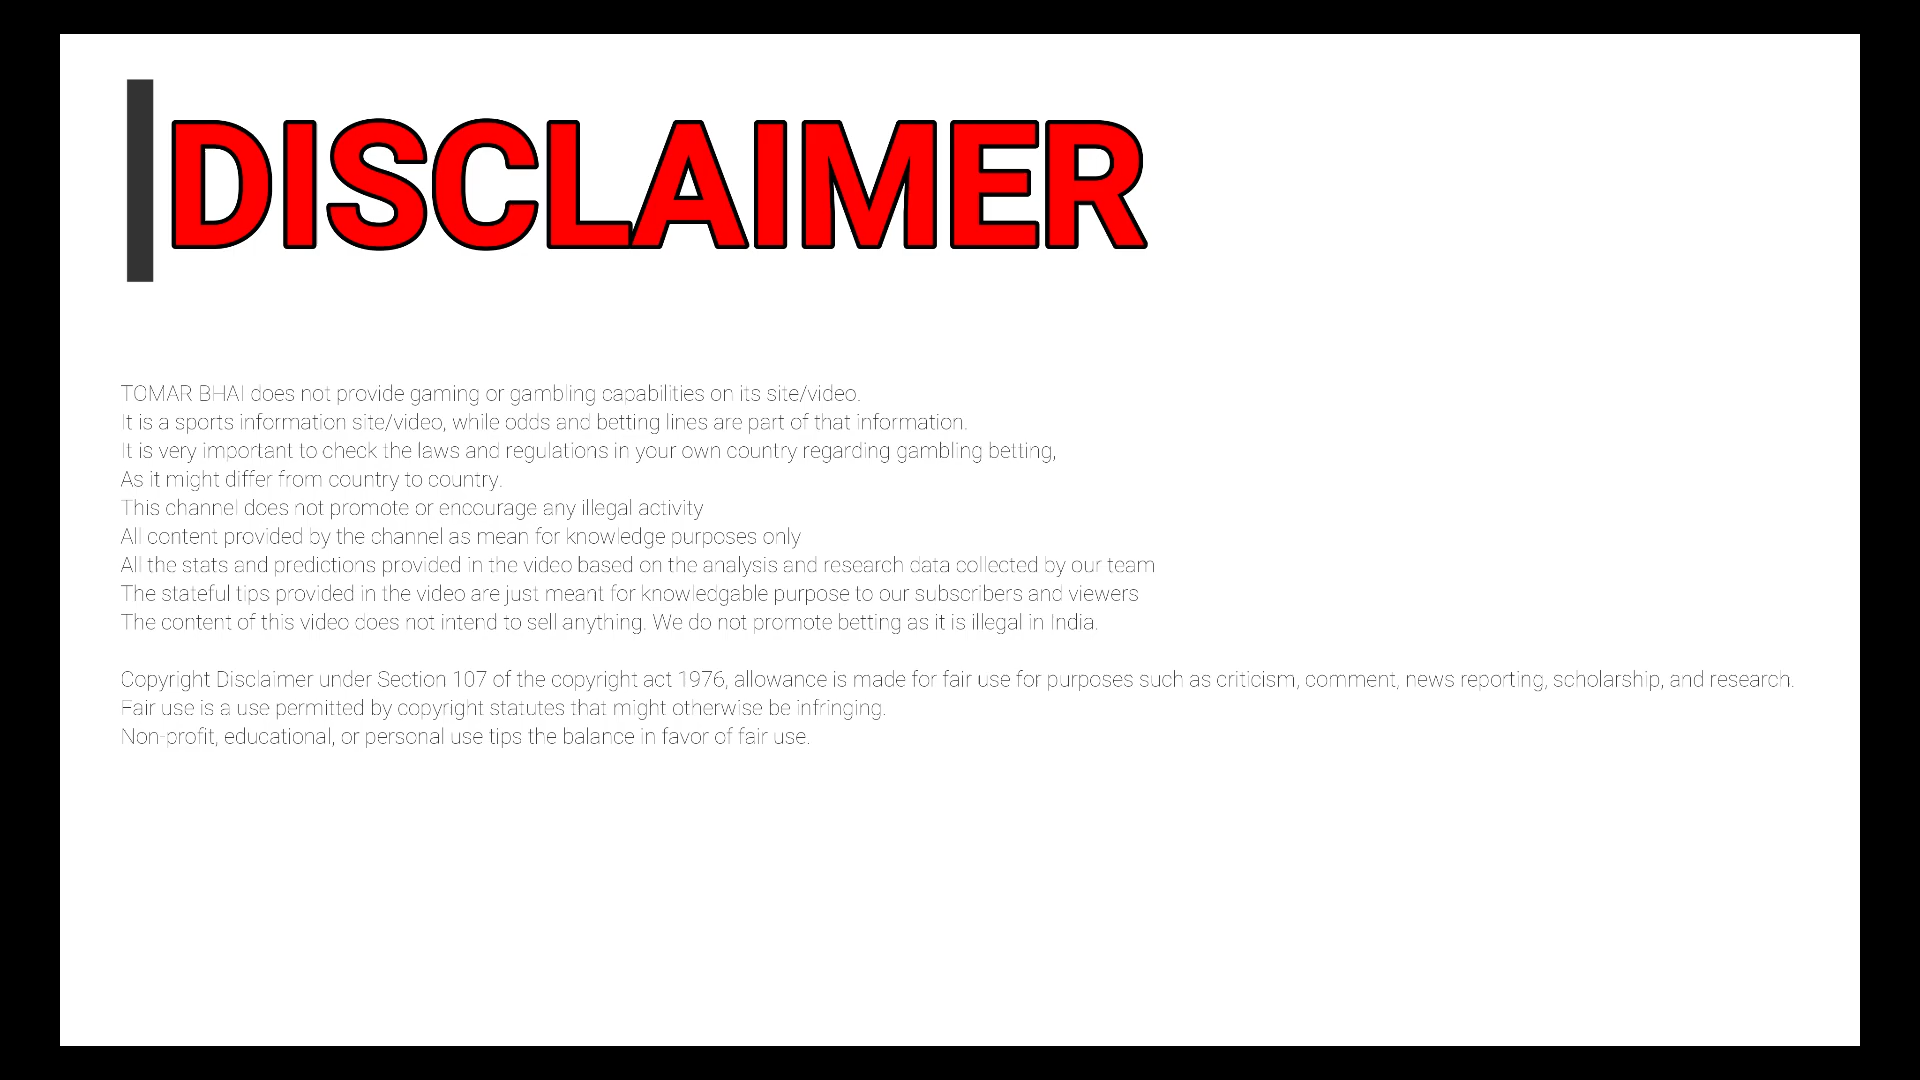 DISCLAIMER
TOMAR BHAI does not provide gaming or gambling capabilities on its site/video.
It is a sports information site/video, while odds and betting lines are part of that information.
It is very important to check the laws and regulations in your own country regarding gambling betting,
As it might differ from country to country.
This channel does not promote or encourage any illegal activity
All content provided by the channel as mean for knowledge purposes only
All the stats and predictions provided in the video based on the analysis and research data collected by our team
The stateful tips provided in the video are just meant for knowledgable purpose to our subscribers and viewers
The content of this video does not intend to sell anything. We do not promote betting as it is illegal in India.
Copyright Disclaimer under Section 107 of the copyright act 1976, allowance is made for fair use for purposes such as criticism, comment, news reporting, scholarship, and research.
Fair use is a use permitted by copyright statutes that might otherwise be infringing.
Non-profit, educational, or personal use tips the balance in favor of fair use.